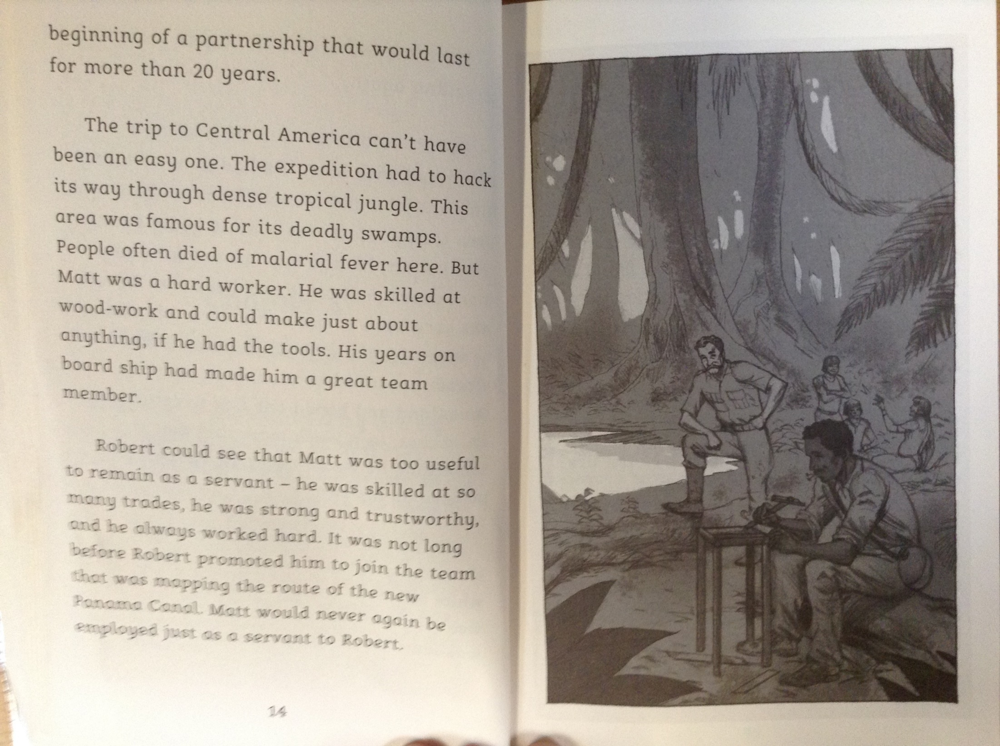 beginning of a partnership that would last
for more than 20 years.
The trip to Central America can't have
been an easy one. The expedition had to hack
its way through dense tropical jungle. This
area was famous for its deadly swamps.
People often died of malarial fever here. But
Matt was a hard worker. He was skilled at
wood-work and could make just about
anything, if he had the tools. His years on
board ship had made him a great team
member.
Robert could see that Matt was too useful
to remain as a servant – he was skilled at so
many trades, he was strong and trustworthy,
and he always worked hard. It was not long
before Robert promoted him to join the team
that was mapping the route of the new
Panama Canal. Matt would never again be
employed just as a servant to Robert.
14